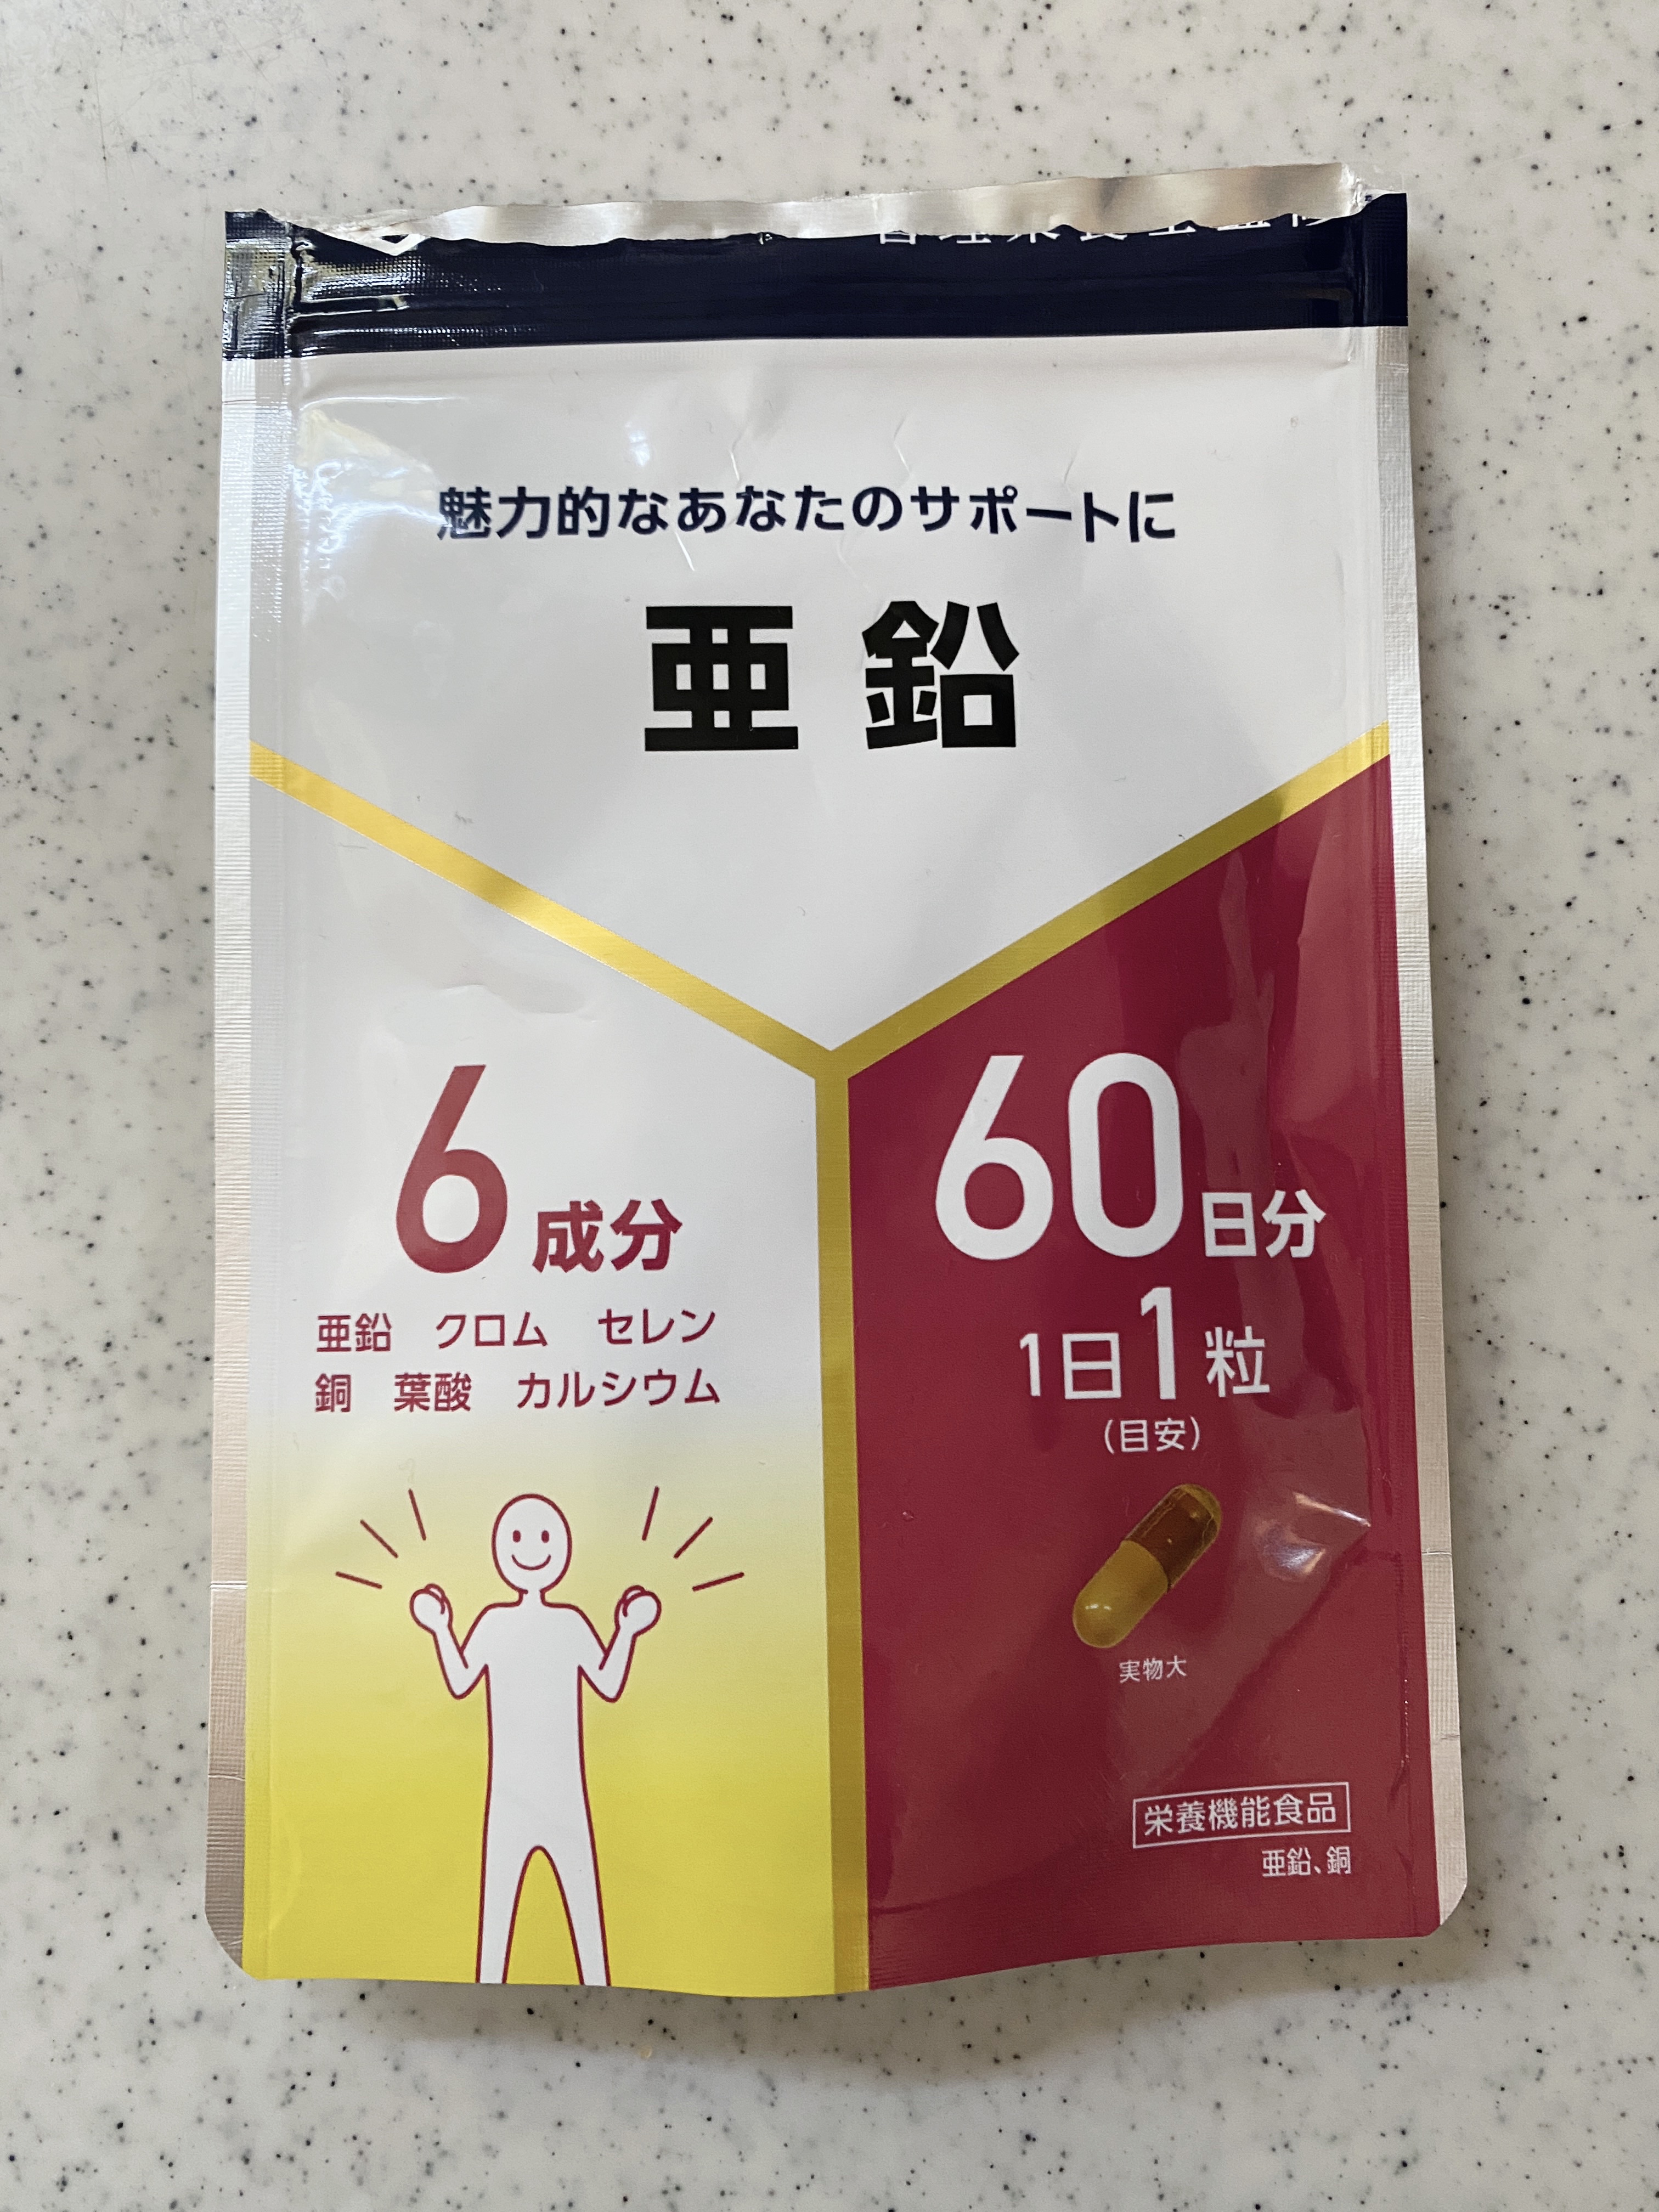 魅力的なあなたのサポートに
亜鉛
6成分
亜鉛 クロム セレン
銅 葉酸 カルシウム
60日分
1日1粒
(目安)
実物大
栄養機能食品
亜鉛、銅